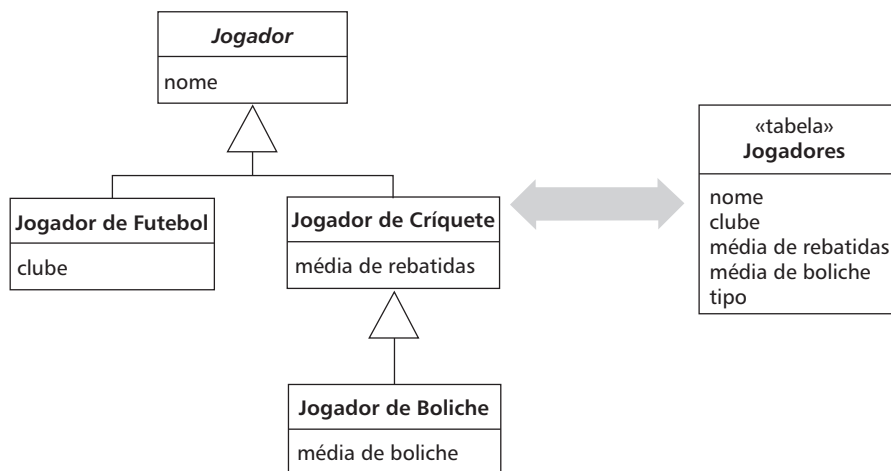 Jogador
nome
Jogador de Futebol
clube
Jogador de Críquete
média de rebatidas
Jogador de Boliche
média de boliche
«tabela»
Jogadores
nome
clube
média de rebatidas
média de boliche
tipo